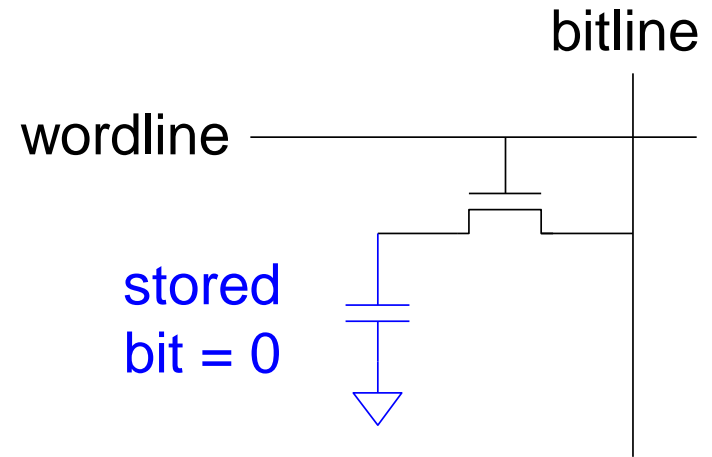 bitline
wordline
stored
bit = 0